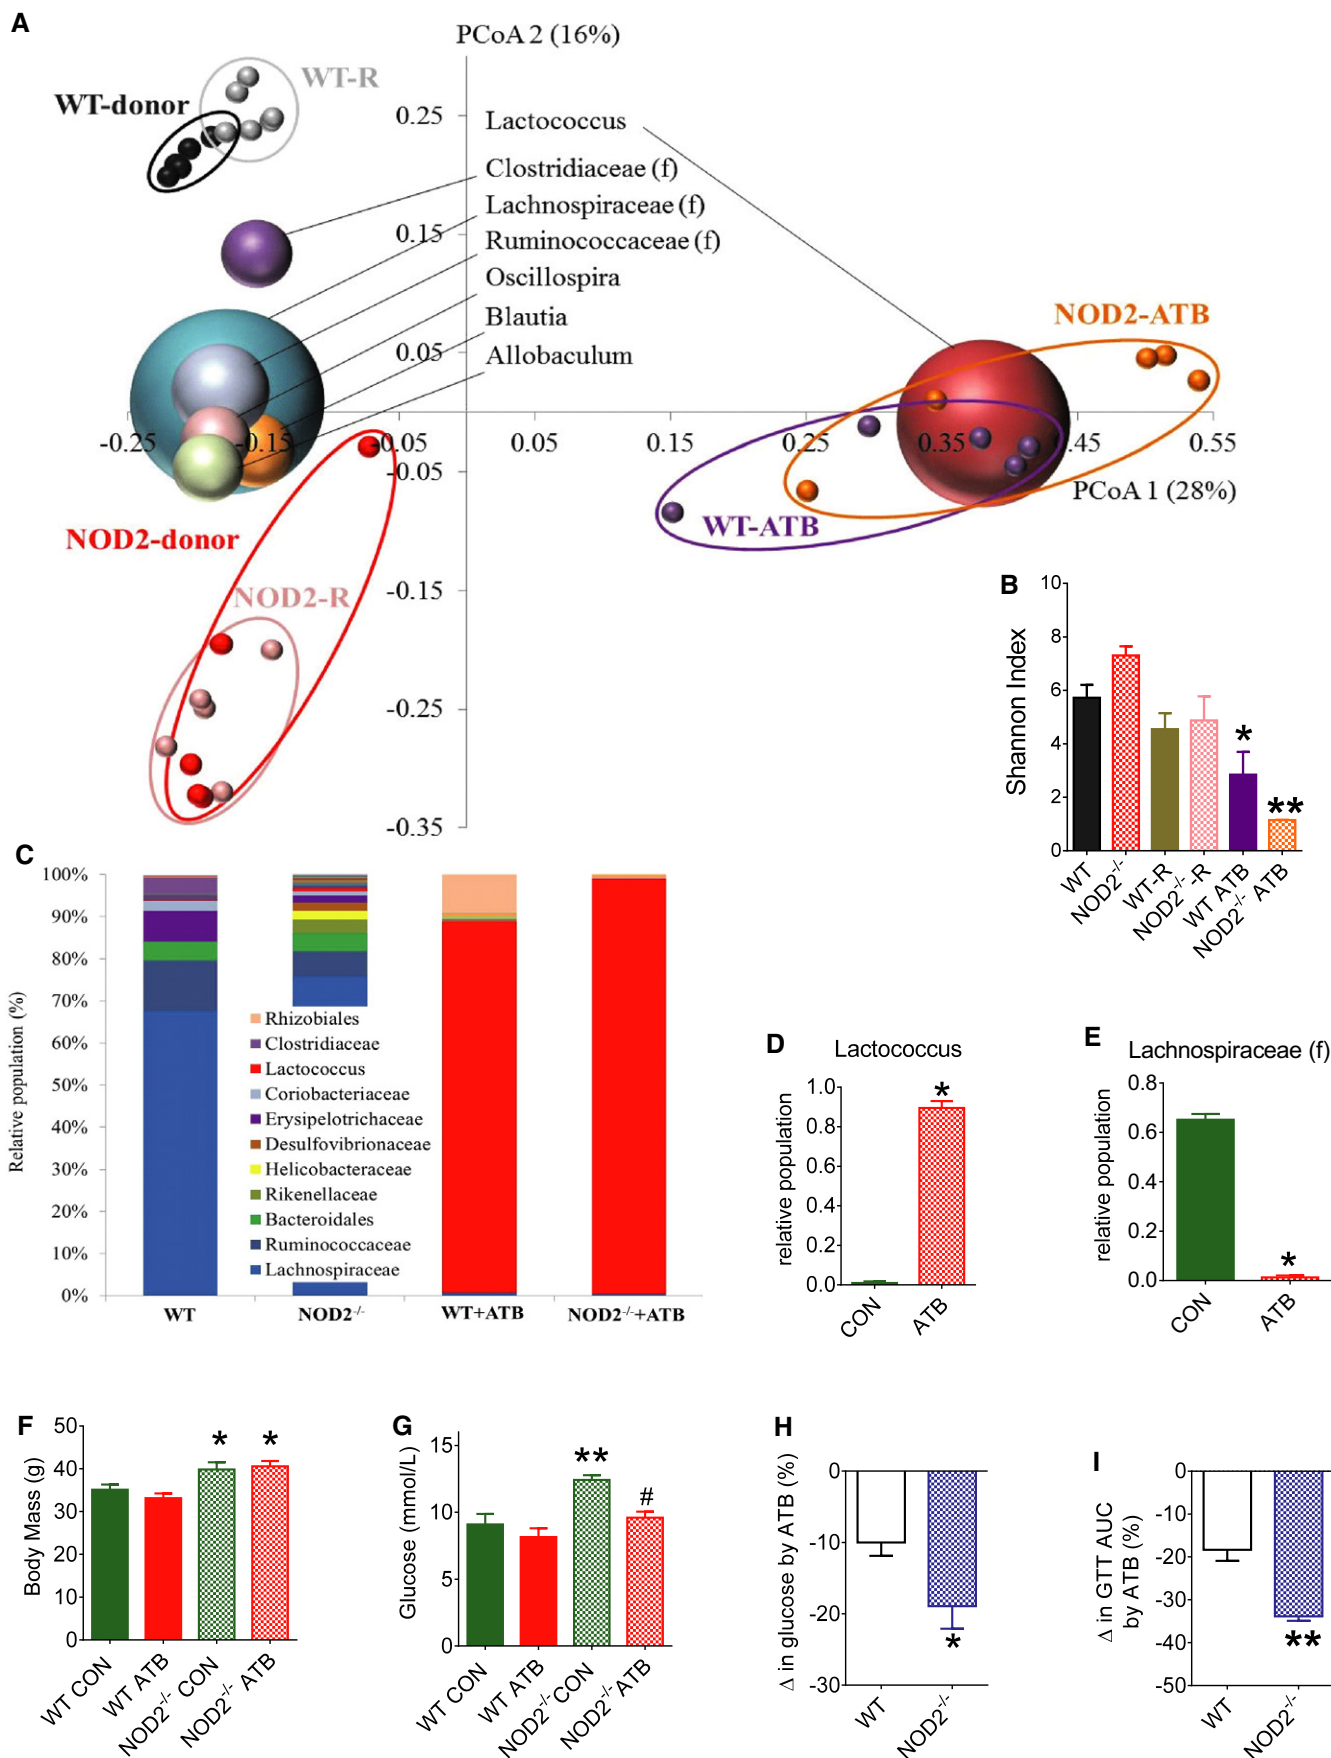 A
PCoA 2 (16%)
WT-R
WT-donor
0.25
Lactococcus
Clostridiaceae (f)
Lachnospiraceae (f)
0.15
Ruminococcaceae (f)
Oscillospira
Blautia
0.05
Allobaculum
NOD2-ATB
-0.25
-0.15
-0.05
0.05
0.15
0.25
0.35
0.45
0.55
-0.05
PCoA 1 (28%)
WT-ATB
NOD2-donor
-0.15
NOD2-R
-0.25
-0.35
B
Shannon Index
10
8
6
4
2
0
*
**
WT
NOD2-/-
WT-R
NOD2-/--R
WT ATB
NOD2-/- ATB
C
Relative population (%)
100%
90%
80%
70%
60%
50%
40%
30%
20%
10%
0%
Rhizobiales
Clostridiaceae
Lactococcus
Coriobacteriaceae
Erysipelotrichaceae
Desulfovibrionaceae
Helicobacteraceae
Rikenellaceae
Bacteroidales
Ruminococcaceae
Lachnospiraceae
WT
NOD2-/-
WT+ATB
NOD2-/-+ATB
D
Lactococcus
relative population
1.0
0.8
0.6
0.4
0.2
0.0
*
CON
ATB
E
Lachnospiraceae (f)
relative population
0.8
0.6
0.4
0.2
0.0
*
CON
ATB
F
Body Mass (g)
50
40
30
20
10
0
*
*
WT CON
WT ATB
NOD2-/- CON
NOD2-/- ATB
G
Glucose (mmol/L)
15
10
5
0
**
#
WT CON
WT ATB
NOD2-/- CON
NOD2-/- ATB
H
Δ in glucose by ATB (%)
0
-10
-20
-30
*
WT
NOD2-/-
I
Δ in GTT AUC
by ATB (%)
0
-10
-20
-30
-40
-50
**
WT
NOD2-/-